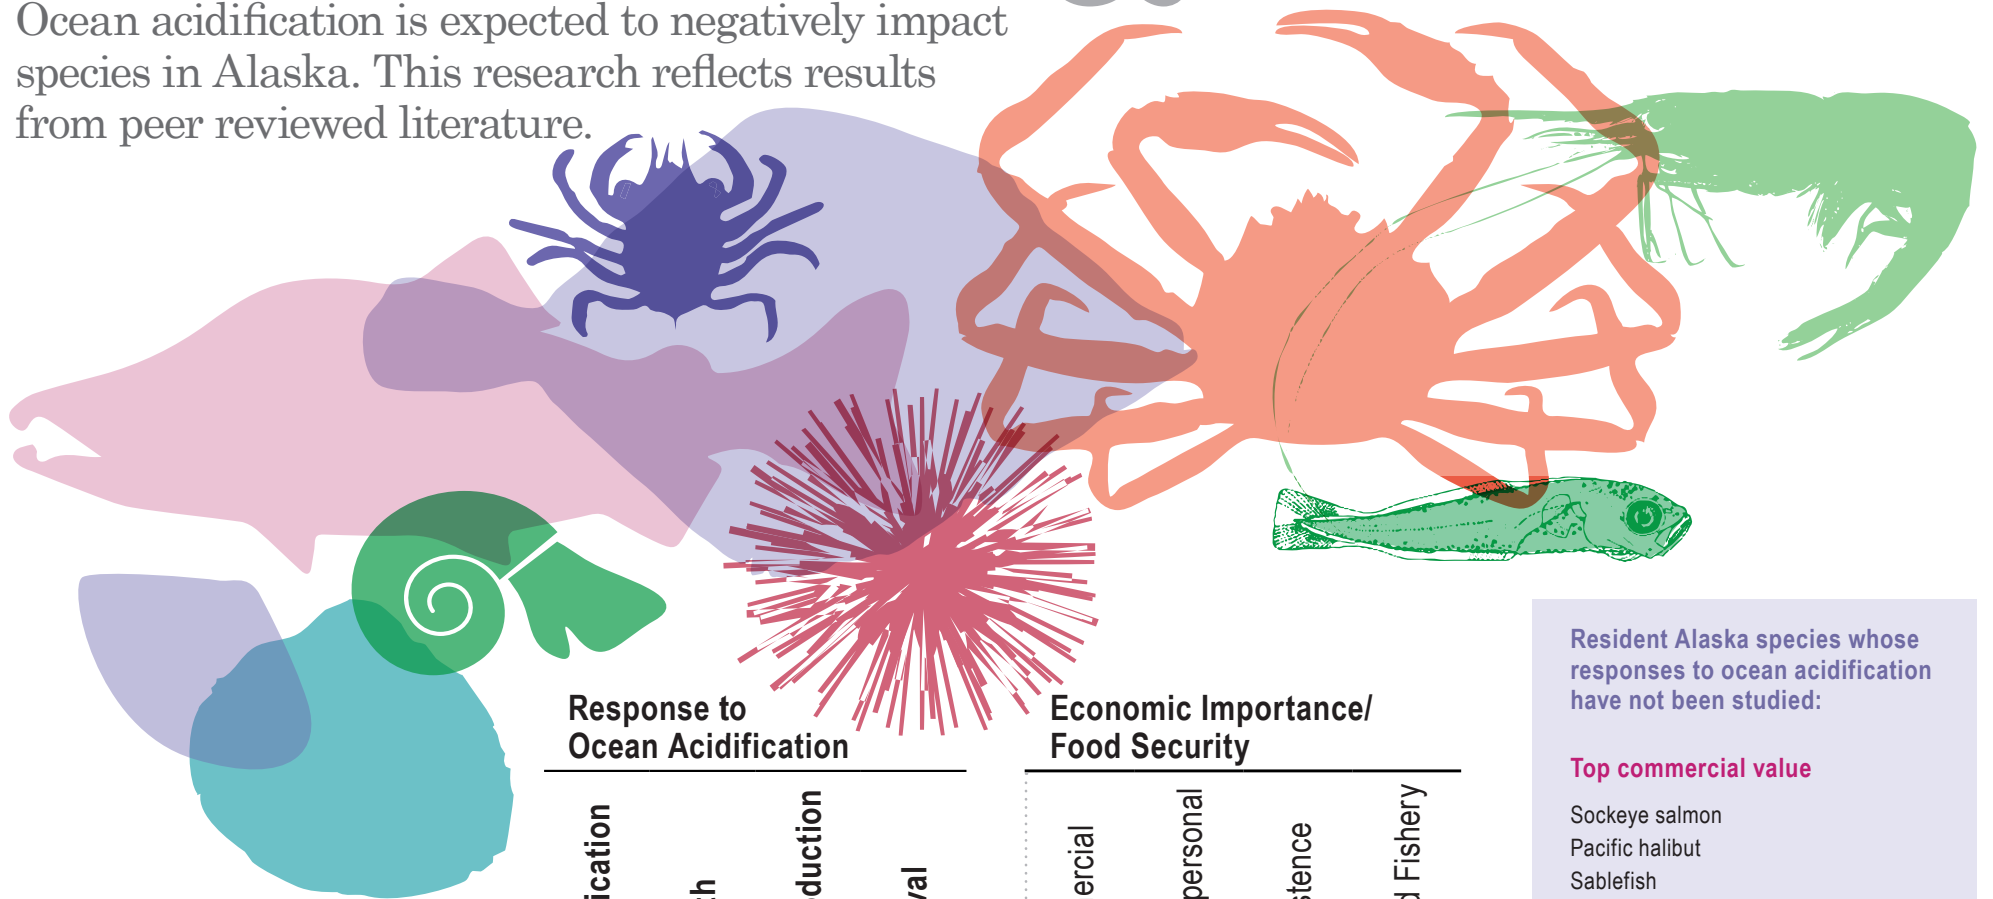 Ocean acidification is expected to negatively impact
species in Alaska. This research reflects results
from peer reviewed literature.
Response to
Ocean Acidification
Economic Importance/
Food Security
personal
Fishery
Resident Alaska species whose
responses to ocean acidification
have not been studied:
Top commercial value
Sockeye salmon
Pacific halibut
Sablefish